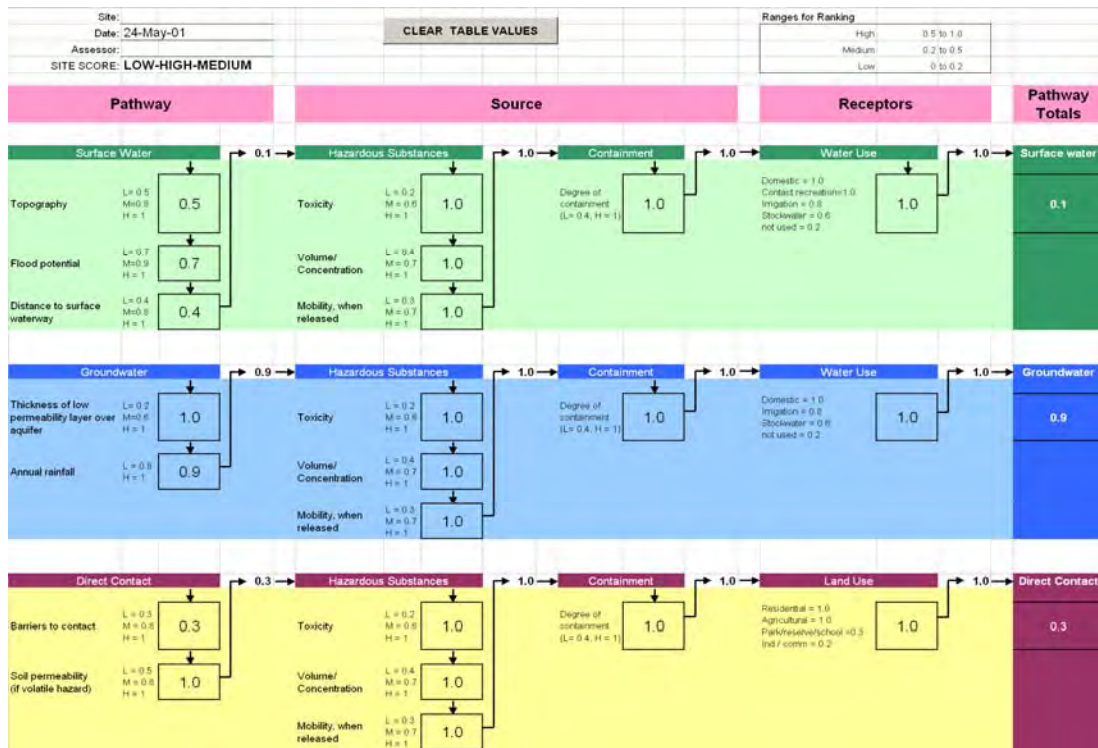 Site:
Date: 24-May-01
Assessor:
SITE SCORE: LOW-HIGH-MEDIUM
CLEAR TABLE VALUES
Ranges for Ranking
High 0.5 to 1.0
Medium 0.2 to 0.5
Low 0 to 0.2
Pathway Source Receptors Pathway Totals
Surface Water 0.1 Hazardous Substances 1.0 Containment 1.0 Water Use 1.0 Surface water
Topography
L= 0.5
M=0.8
H = 1
0.5
Toxicity
L = 0.2
M = 0.6
H = 1
1.0
Degree of
containment
(L= 0.4, H = 1)
1.0
Domestic = 1.0
Contact recreation=1.0
Irrigation = 0.8
Stockwater = 0.6
not used = 0.2
1.0
0.1
Flood potential
L= 0.7
M=0.9
H = 1
0.7
Volume/
Concentration
L = 0.4
M = 0.7
H = 1
1.0
Distance to surface
waterway
L = 0.4
M=0.8
H = 1
0.4
Mobility, when
released
L = 0.3
M = 0.7
H = 1
1.0
Groundwater 0.9 Hazardous Substances 1.0 Containment 1.0 Water Use 1.0 Groundwater
Thickness of low
permeability layer over
aquifer
L= 0.2
M=0.6
H = 1
1.0
Toxicity
L = 0.2
M = 0.6
H = 1
1.0
Degree of
containment
(L= 0.4, H = 1)
1.0
Domestic = 1.0
Irrigation = 0.8
Stockwater = 0.6
not used = 0.2
1.0
0.9
Annual rainfall
L = 0.8
H = 1
0.9
Volume/
Concentration
L = 0.4
M = 0.7
H = 1
1.0
Mobility, when
released
L = 0.3
M = 0.7
H = 1
1.0
Direct Contact 0.3 Hazardous Substances 1.0 Containment 1.0 Land Use 1.0 Direct Contact
Barriers to contact
L = 0.3
M = 0.8
H = 1
0.3
Toxicity
L = 0.2
M = 0.6
H = 1
1.0
Degree of
containment
(L= 0.4, H = 1)
1.0
Residential = 1.0
Agricultural = 1.0
Park/reserve/school =0.3
Ind / comm = 0.2
1.0
0.3
Soil permeability
(if volatile hazard)
L = 0.5
M = 0.8
H = 1
1.0
Volume/
Concentration
L = 0.4
M = 0.7
H = 1
1.0
Mobility, when
released
L = 0.3
M = 0.7
H = 1
1.0